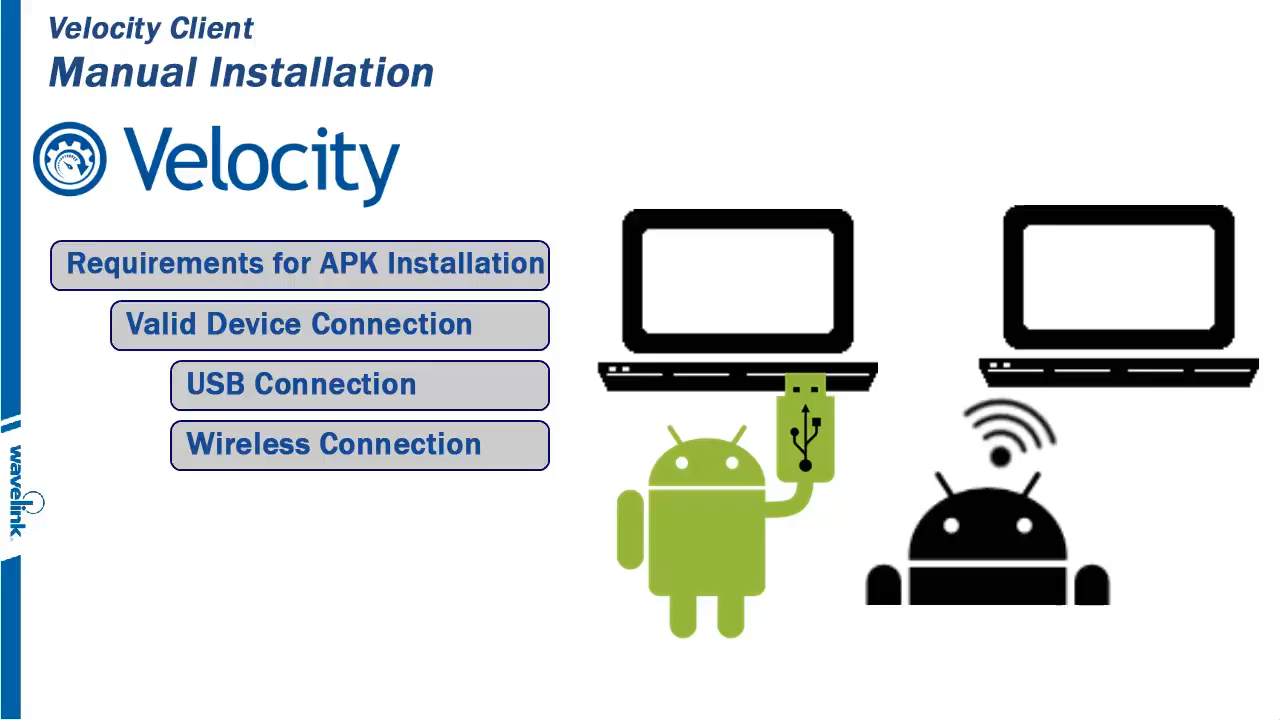 Velocity Client
Manual Installation
Velocity
Requirements for APK Installation
Valid Device Connection
USB Connection
Wireless Connection
wavelink